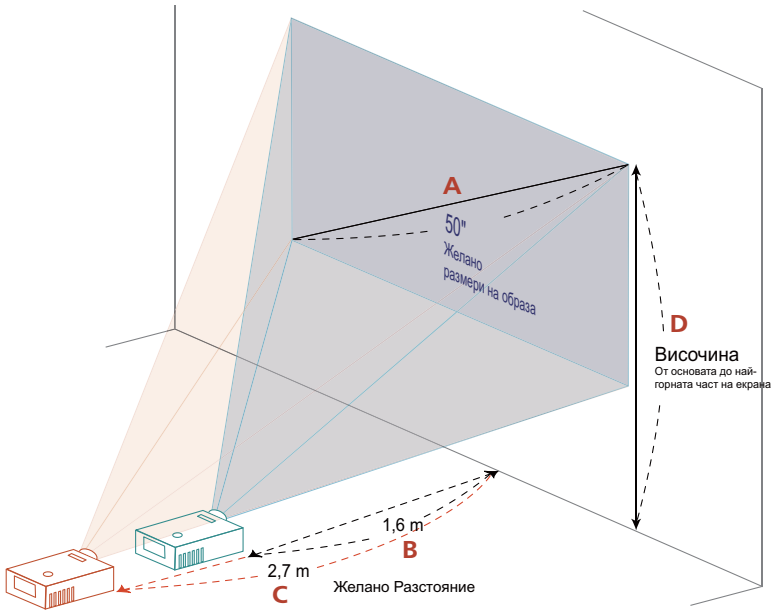 A
50"
Желано
размери на образа
D
Височина
От основата до най-
горната част на екрана
1,6 m
B
2,7 m
C
Желано Разстояние